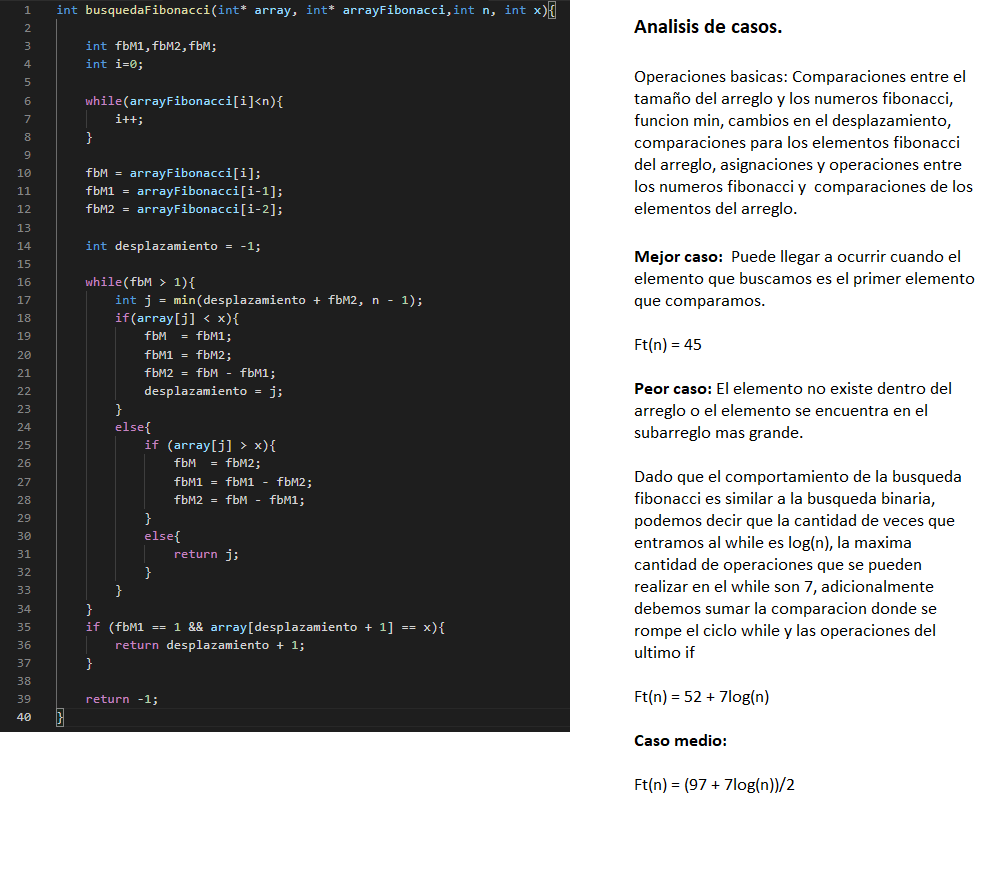 1 int busquedaFibonacci(int* array, int* arrayFibonacci,int n, int x){
2
3 int fbM1,fbM2,fbM;
4 int i=0;
5
6 while(arrayFibonacci[i]<n){
7 i++;
8 }
9
10 fbM = arrayFibonacci[i];
11 fbM1 = arrayFibonacci[i-1];
12 fbM2 = arrayFibonacci[i-2];
13
14 int desplazamiento = -1;
15
16 while(fbM > 1){
17 int j = min(desplazamiento + fbM2, n - 1);
18 if(array[j] < x){
19 fbM  = fbM1;
20 fbM1 = fbM2;
21 fbM2 = fbM - fbM1;
22 desplazamiento = j;
23 }
24 else{
25 if (array[j] > x){
26 fbM  = fbM2;
27 fbM1 = fbM1 - fbM2;
28 fbM2 = fbM - fbM1;
29 }
30 else{
31 return j;
32 }
33 }
34 }
35 if (fbM1 == 1 && array[desplazamiento + 1] == x){
36 return desplazamiento + 1;
37 }
38
39 return -1;
40 }
Analisis de casos.
Operaciones basicas: Comparaciones entre el
tamaño del arreglo y los numeros fibonacci,
funcion min, cambios en el desplazamiento,
comparaciones para los elementos fibonacci
del arreglo, asignaciones y operaciones entre
los numeros fibonacci y  comparaciones de los
elementos del arreglo.
Mejor caso:  Puede llegar a ocurrir cuando el
elemento que buscamos es el primer elemento
que comparamos.
Ft(n) = 45
Peor caso: El elemento no existe dentro del
arreglo o el elemento se encuentra en el
subarreglo mas grande.
Dado que el comportamiento de la busqueda
fibonacci es similar a la busqueda binaria,
podemos decir que la cantidad de veces que
entramos al while es log(n), la maxima
cantidad de operaciones que se pueden
realizar en el while son 7, adicionalmente
debemos sumar la comparacion donde se
rompe el ciclo while y las operaciones del
ultimo if
Ft(n) = 52 + 7log(n)
Caso medio:
Ft(n) = (97 + 7log(n))/2